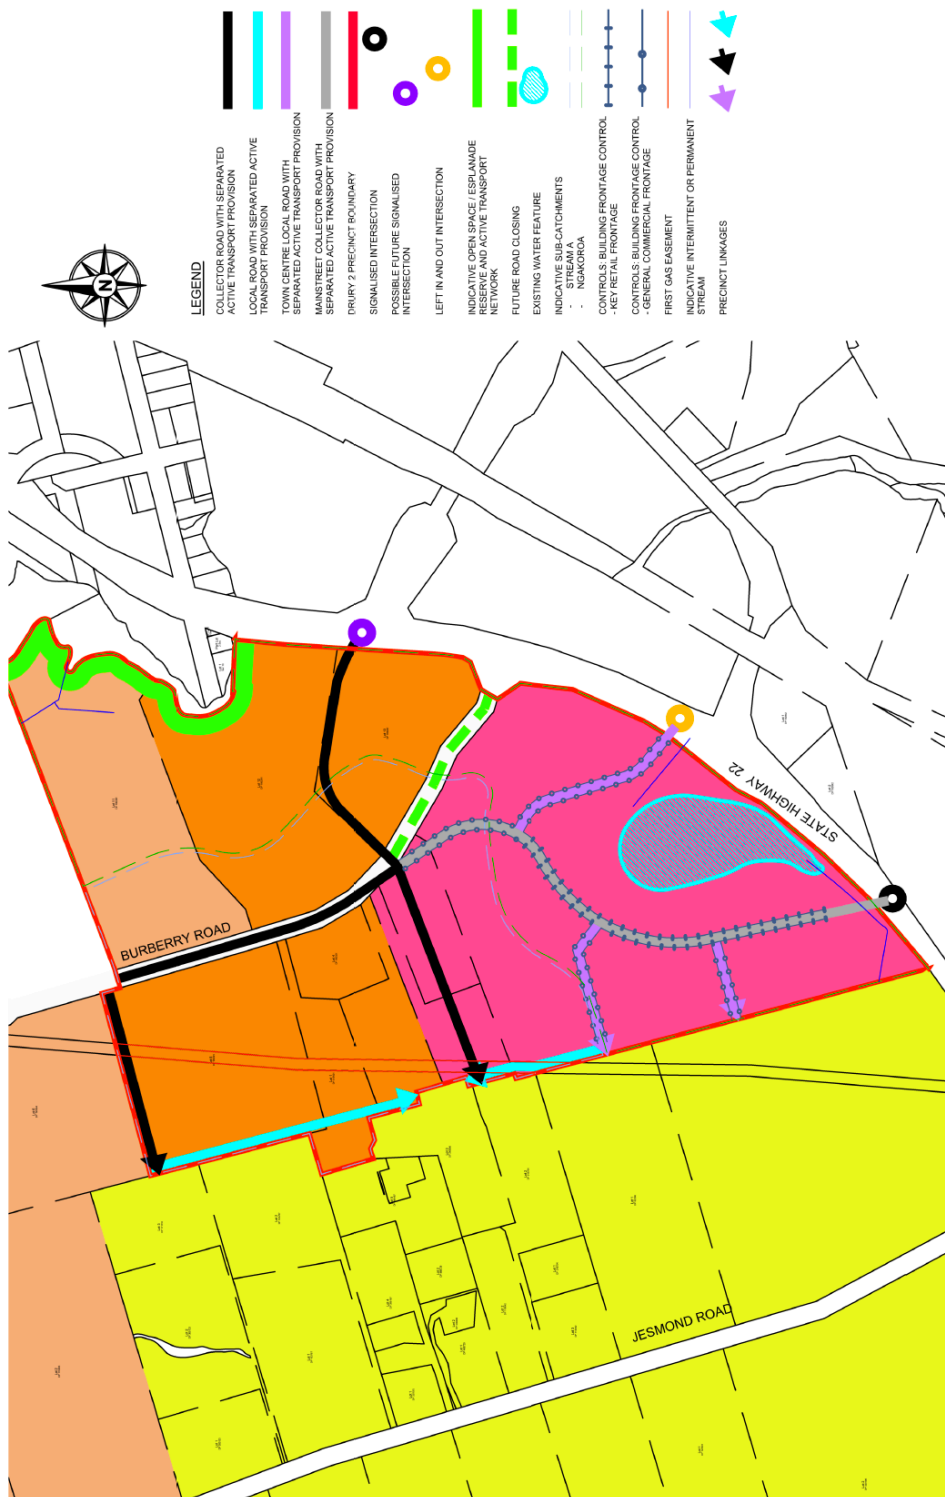 N
LEGEND
COLLECTOR ROAD WITH SEPARATED
ACTIVE TRANSPORT PROVISION
LOCAL ROAD WITH SEPARATED ACTIVE
TRANSPORT PROVISION
TOWN CENTRE LOCAL ROAD WITH
SEPARATED ACTIVE TRANSPORT PROVISION
MAINSTREET COLLECTOR ROAD WITH
SEPARATED ACTIVE TRANSPORT PROVISION
DRURY 2 PRECINCT BOUNDARY
SIGNALISED INTERSECTION
POSSIBLE FUTURE SIGNALISED
INTERSECTION
LEFT IN AND OUT INTERSECTION
INDICATIVE OPEN SPACE / ESPLANADE
RESERVE AND ACTIVE TRANSPORT
NETWORK
FUTURE ROAD CLOSING
EXISTING WATER FEATURE
INDICATIVE SUB-CATCHMENTS
- STREAM A
- NGAKOROA
CONTROLS: BUILDING FRONTAGE CONTROL
- KEY RETAIL FRONTAGE
CONTROLS: BUILDING FRONTAGE CONTROL
- GENERAL COMMERCIAL FRONTAGE
FIRST GAS EASEMENT
INDICATIVE INTERMITTENT OR PERMANENT
STREAM
PRECINCT LINKAGES
BURBERRY ROAD
STATE HIGHWAY 22
JESMOND ROAD